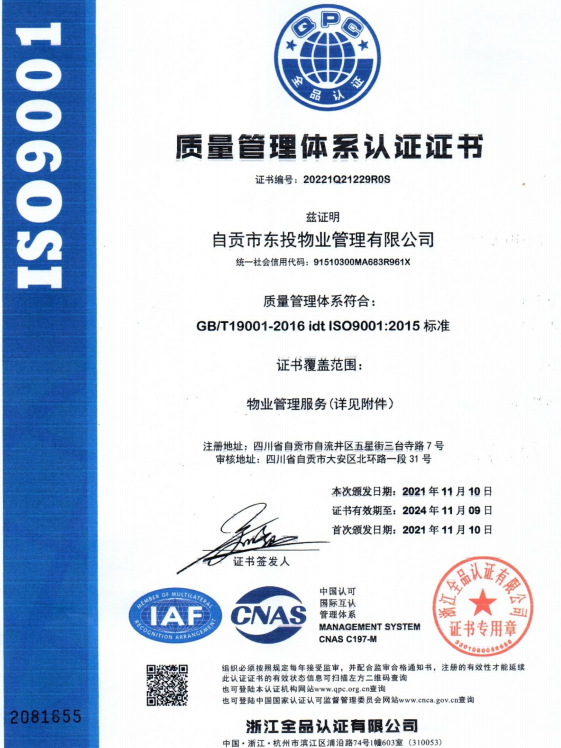 ISO9001
QPC
全品认证
质量管理体系认证证书
证书编号：20221Q21229R0S
兹证明
自贡市东投物业管理有限公司
统一社会信用代码：91510300MA683R961X
质量管理体系符合：
GB/T19001-2016 idt ISO9001:2015 标准
证书覆盖范围：
物业管理服务（详见附件）
注册地址：四川省自贡市自流井区五星街三台寺路 7 号
审核地址：四川省自贡市大安区北环路一段 31 号
本次颁发日期：2021 年 11 月 10 日
证书有效期至：2024 年 11 月 09 日
首次颁发日期：2021 年 11 月 10 日
证书签发人
MEMBER OF MULTILATERAL
IAF
RECOGNITION ARRANGEMENT
CNAS
中国认可
国际互认
管理体系
MANAGEMENT SYSTEM
CNAS C197-M
浙江全品认证有限公司
证书专用章
组织必须按照规定每年接受监审，并配合监审合格通知书，注册的有效性才能延续
此认证证书的有效状态信息可扫描左方二维码查询
也可登陆本认证机构网站www.qpc.org.cn查询
也可登陆中国国家认证认可监督管理委员会网站www.cnca.gov.cn查询
2081655
浙江全品认证有限公司
中国·浙江·杭州市滨江区浦沿路74号1幢603室（310053）